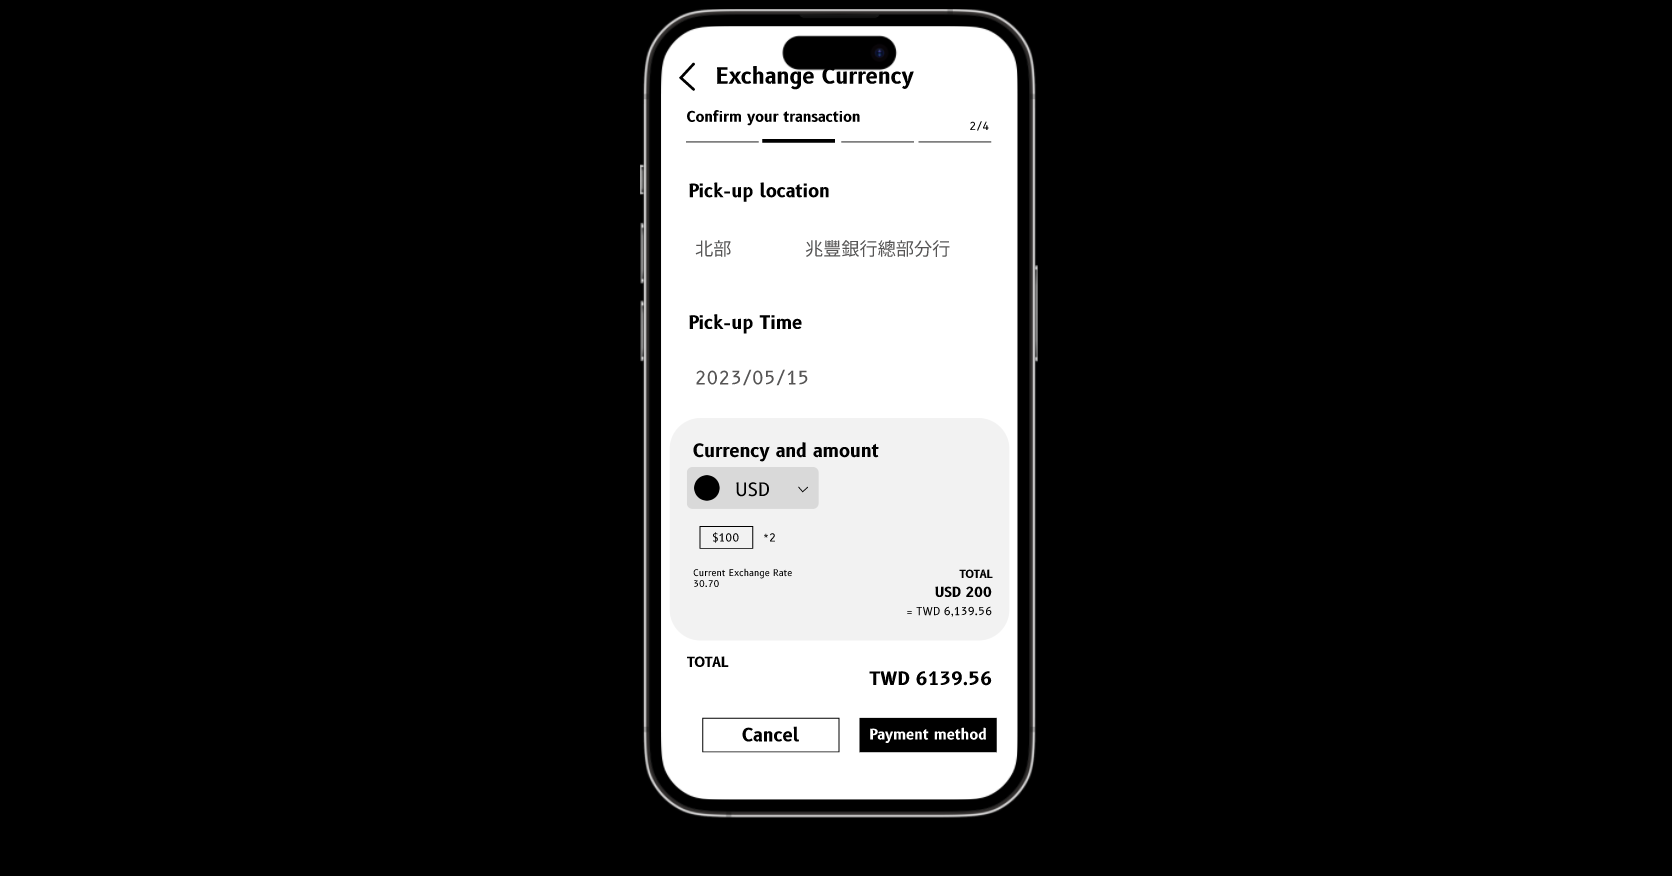 Exchange Currency
Confirm your transaction
2/4
Pick-up location
北部 兆豐銀行總部分行
Pick-up Time
2023/05/15
Currency and amount
USD
$100 *2
Current Exchange Rate
30.70
TOTAL
USD 200
= TWD 6,139.56
TOTAL
TWD 6139.56
Cancel Payment method